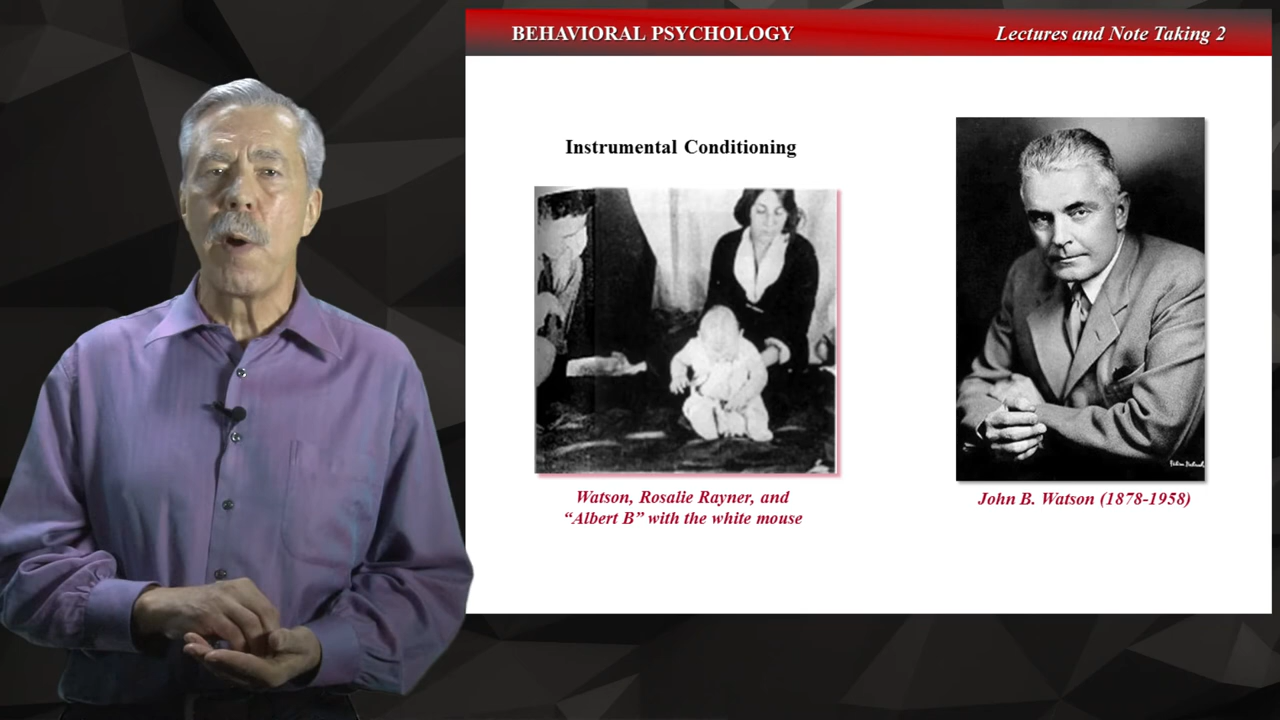 BEHAVIORAL PSYCHOLOGY
Lectures and Note Taking 2
Instrumental Conditioning
Watson, Rosalie Rayner, and
“Albert B” with the white mouse
John B. Watson (1878-1958)